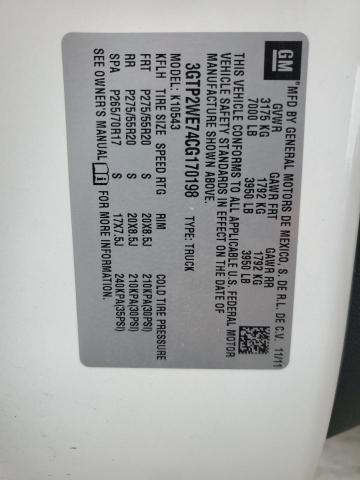 GM
MFD BY GENERAL MOTORS DE MEXICO, S. DE R.L. DE C.V. 11/11
GVWR GAWR FRT GAWR RR
3175 KG 1792 KG 1792 KG
7000 LB 3950 LB 3950 LB
THIS VEHICLE CONFORMS TO ALL APPLICABLE U.S. FEDERAL MOTOR
VEHICLE SAFETY STANDARDS IN EFFECT ON THE DATE OF
MANUFACTURE SHOWN ABOVE.
3GTP2WE74CG170198 TYPE: TRUCK
MODEL: K10543
KFLH TIRE SIZE SPEED RTG RIM COLD TIRE PRESSURE
FRT P275/55R20 S 20X8.5J 210KPA(30PSI)
RR P275/55R20 S 20X8.5J 210KPA(30PSI)
SPA P265/70R17 S 17X7.5J 240KPA(35PSI)
SEE OWNER'S MANUAL i FOR MORE INFORMATION.